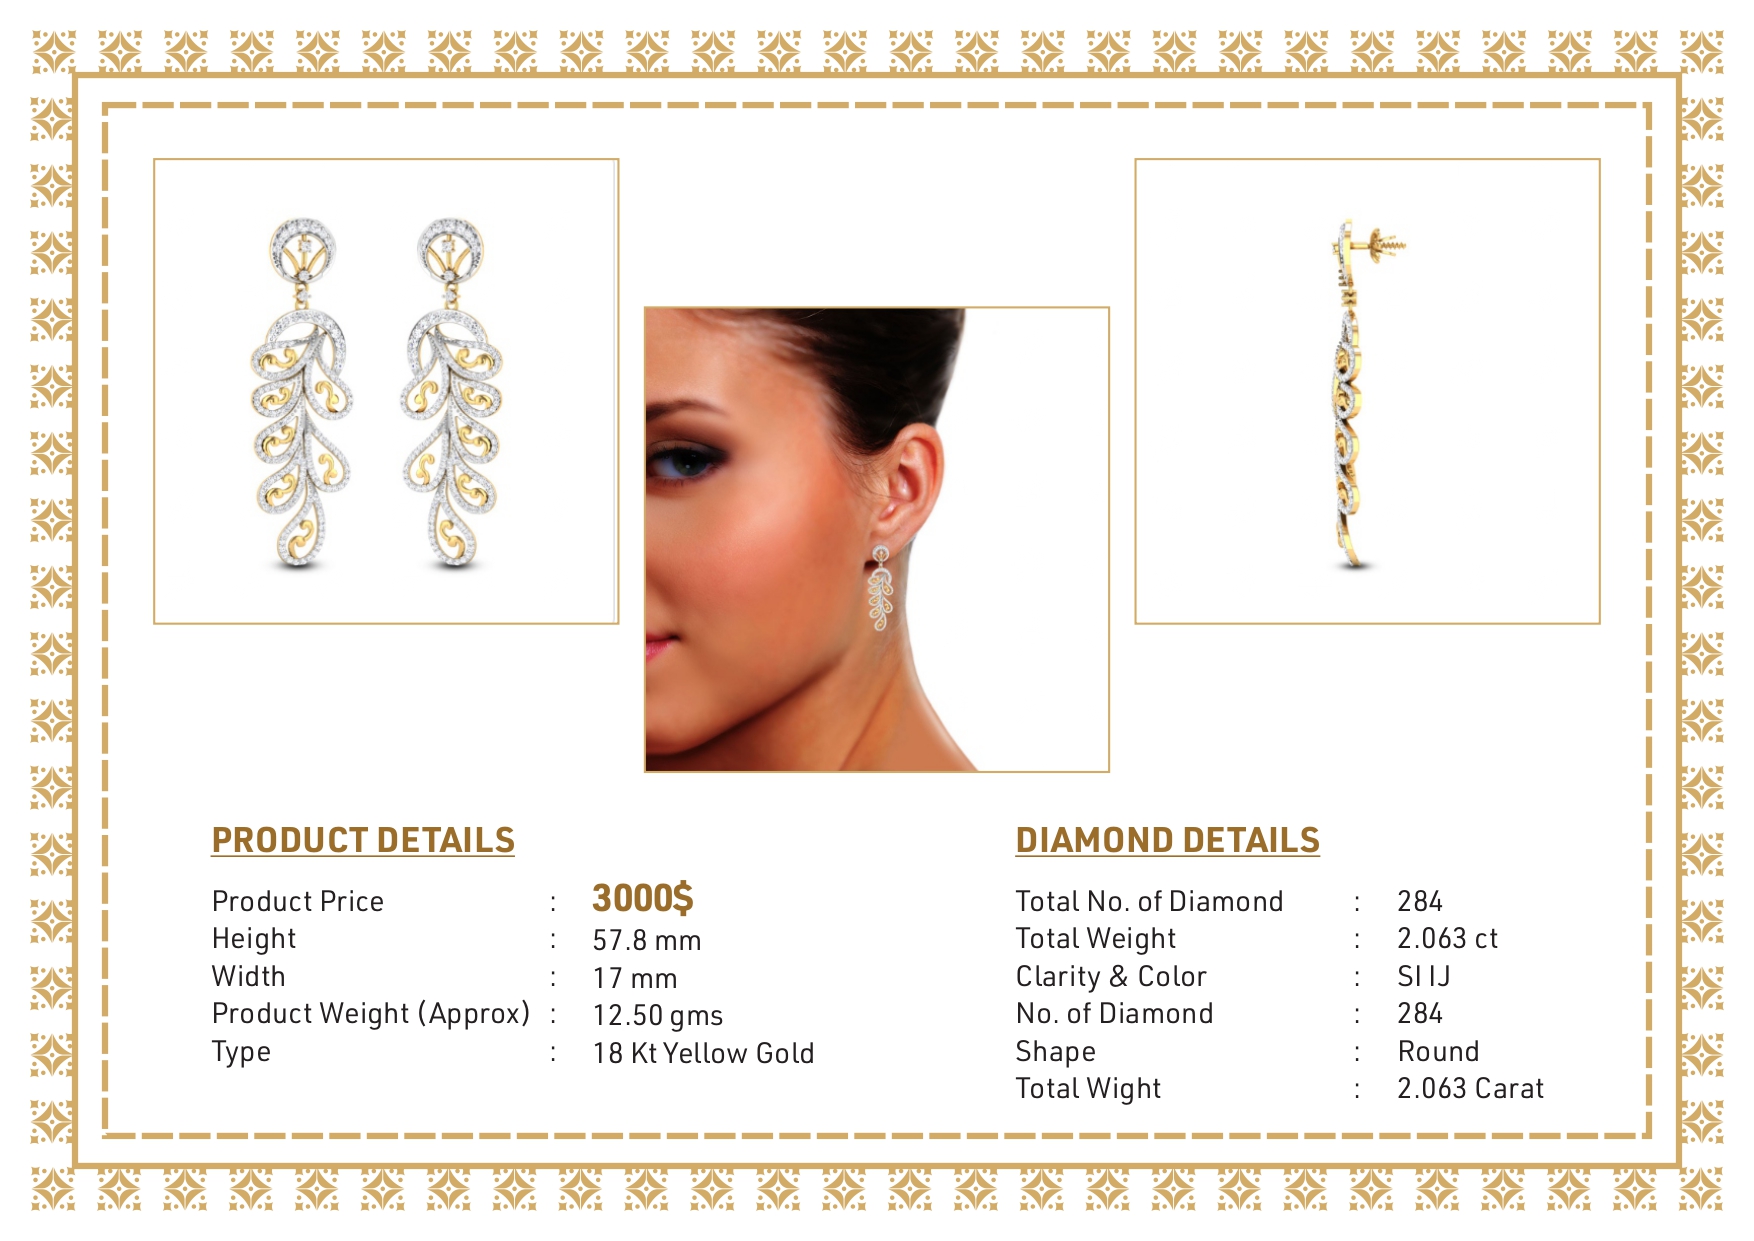 PRODUCT DETAILS
Product Price : 3000$
Height : 57.8 mm
Width : 17 mm
Product Weight (Approx) : 12.50 gms
Type : 18 Kt Yellow Gold
DIAMOND DETAILS
Total No. of Diamond : 284
Total Weight : 2.063 ct
Clarity & Color : SI IJ
No. of Diamond : 284
Shape : Round
Total Wight : 2.063 Carat